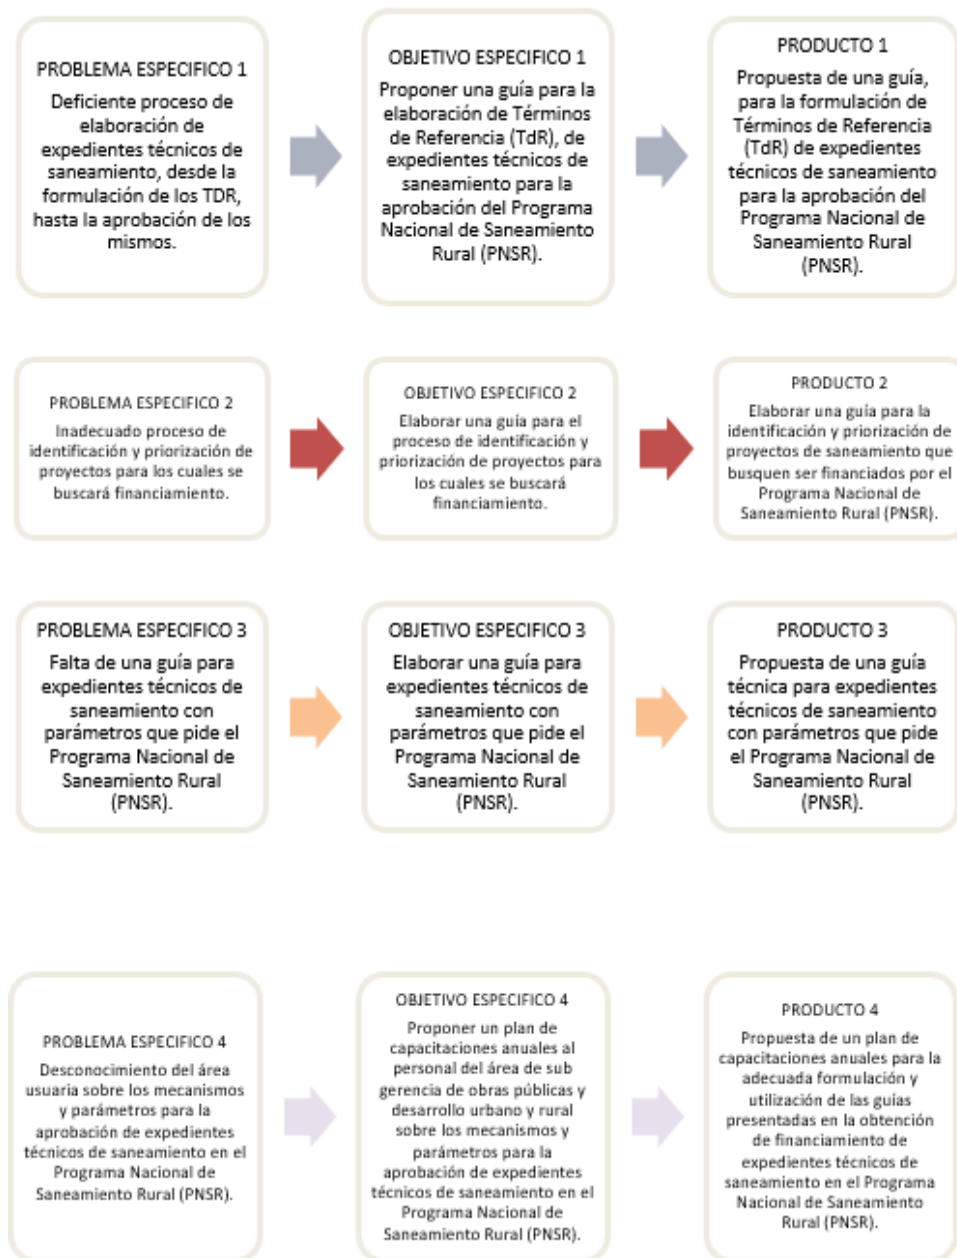 PROBLEMA ESPECIFICO 1
Deficiente proceso de
elaboración de
expedientes técnicos de
saneamiento, desde la
formulación de los TDR,
hasta la aprobación de los
mismos.
OBJETIVO ESPECIFICO 1
Proponer una guía para la
elaboración de Términos
de Referencia (TdR), de
expedientes técnicos de
saneamiento para la
aprobación del Programa
Nacional de Saneamiento
Rural (PNSR).
PRODUCTO 1
Propuesta de una guía,
para la formulación de
Términos de Referencia
(TdR) de expedientes
técnicos de saneamiento
para la aprobación del
Programa Nacional de
Saneamiento Rural
(PNSR).
PROBLEMA ESPECIFICO 2
Inadecuado proceso de
identificación y priorización de
proyectos para los cuales se
buscará financiamiento.
OBJETIVO ESPECIFICO 2
Elaborar una guía para el
proceso de identificación y
priorización de proyectos para
los cuales se buscará
financiamiento.
PRODUCTO 2
Elaborar una guía para la
identificación y priorización de
proyectos de saneamiento que
busquen ser financiados por el
Programa Nacional de
Saneamiento Rural (PNSR).
PROBLEMA ESPECIFICO 3
Falta de una guía para
expedientes técnicos de
saneamiento con
parámetros que pide el
Programa Nacional de
Saneamiento Rural
(PNSR).
OBJETIVO ESPECIFICO 3
Elaborar una guía para
expedientes técnicos de
saneamiento con
parámetros que pide el
Programa Nacional de
Saneamiento Rural
(PNSR).
PRODUCTO 3
Propuesta de una guía
técnica para expedientes
técnicos de saneamiento
con parámetros que pide
el Programa Nacional de
Saneamiento Rural
(PNSR).
PROBLEMA ESPECIFICO 4
Desconocimiento del área
usuaria sobre los mecanismos
y parámetros para la
aprobación de expedientes
técnicos de saneamiento en el
Programa Nacional de
Saneamiento Rural (PNSR).
OBJETIVO ESPECIFICO 4
Proponer un plan de
capacitaciones anuales al
personal del área de sub
gerencia de obras públicas y
desarrollo urbano y rural
sobre los mecanismos y
parámetros para la
aprobación de expedientes
técnicos de saneamiento en el
Programa Nacional de
Saneamiento Rural (PNSR).
PRODUCTO 4
Propuesta de un plan de
capacitaciones anuales para la
adecuada formulación y
utilización de las guías
presentadas en la obtención
de financiamiento de
expedientes técnicos de
saneamiento en el Programa
Nacional de Saneamiento
Rural (PNSR).